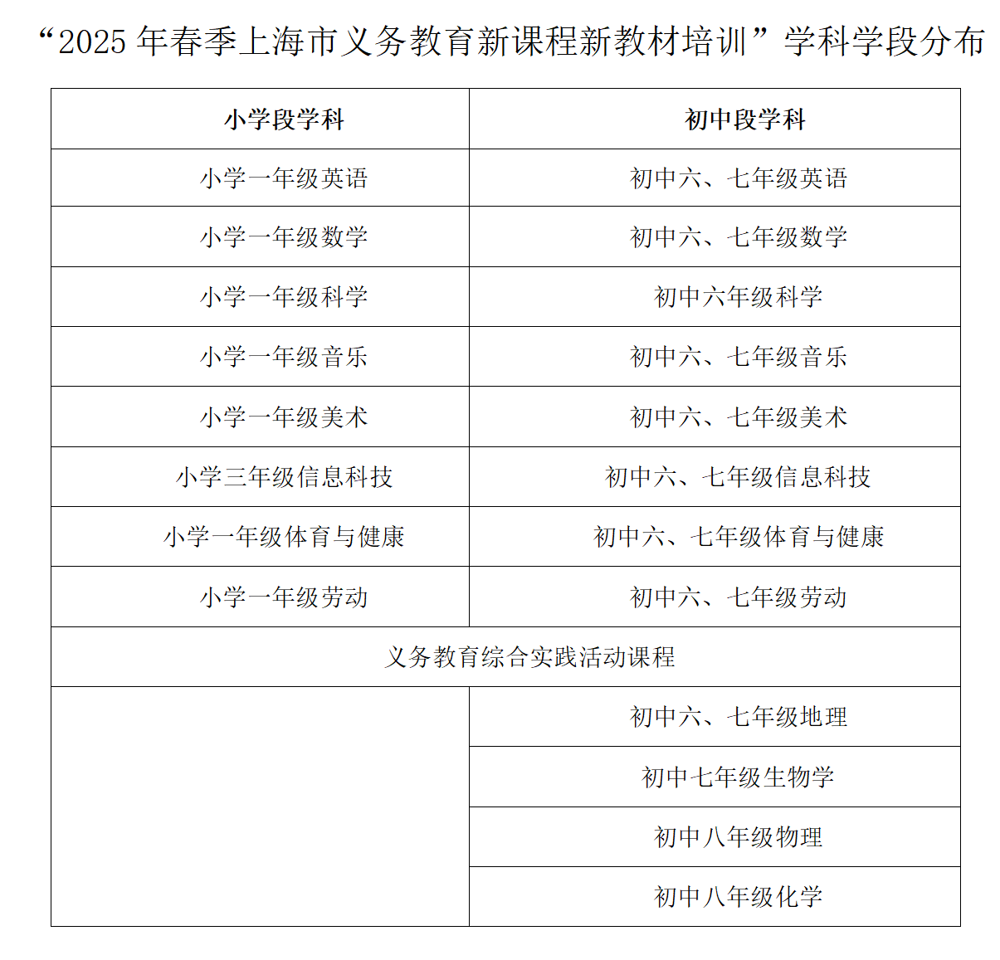 “2025 年春季上海市义务教育新课程新教材培训”学科学段分布
小学段学科 初中段学科
小学一年级英语 初中六、七年级英语
小学一年级数学 初中六、七年级数学
小学一年级科学 初中六年级科学
小学一年级音乐 初中六、七年级音乐
小学一年级美术 初中六、七年级美术
小学三年级信息科技 初中六、七年级信息科技
小学一年级体育与健康 初中六、七年级体育与健康
小学一年级劳动 初中六、七年级劳动
义务教育综合实践活动课程
初中六、七年级地理
初中七年级生物学
初中八年级物理
初中八年级化学